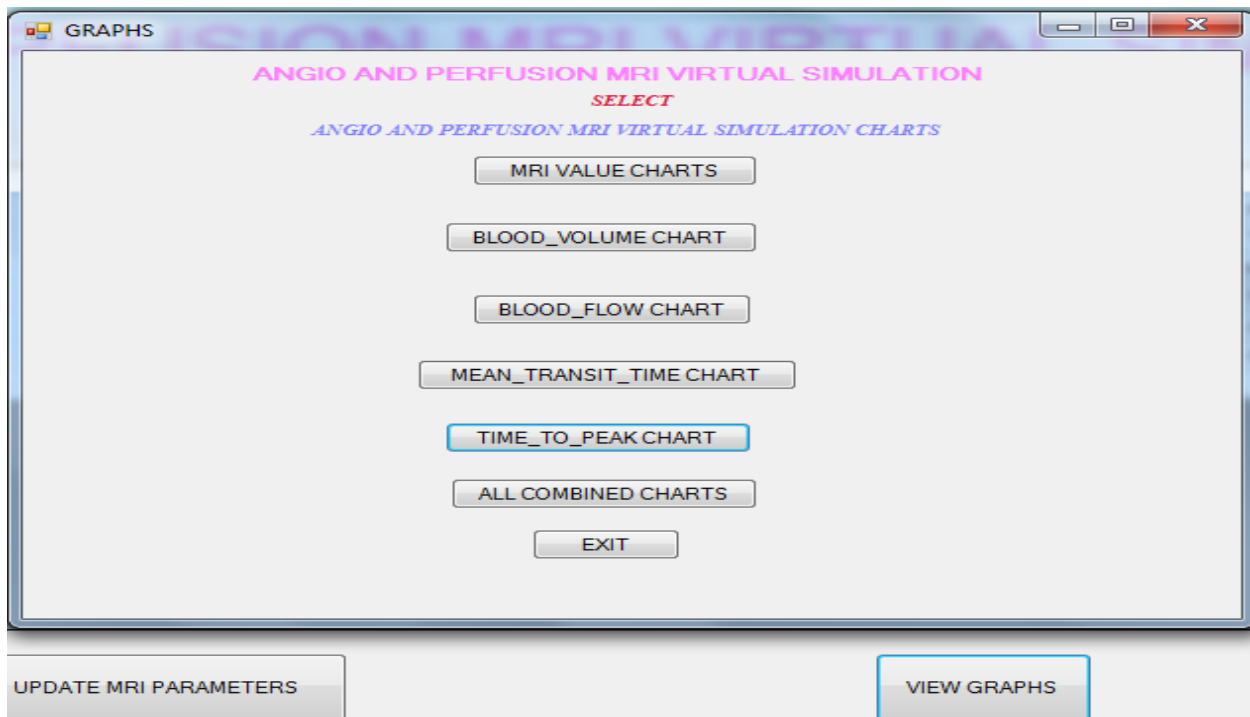 GRAPHS
ANGIO AND PERFUSION MRI VIRTUAL SIMULATION
SELECT
ANGIO AND PERFUSION MRI VIRTUAL SIMULATION CHARTS
MRI VALUE CHARTS
BLOOD_VOLUME CHART
BLOOD_FLOW CHART
MEAN_TRANSIT_TIME CHART
TIME_TO_PEAK CHART
ALL COMBINED CHARTS
EXIT
UPDATE MRI PARAMETERS
VIEW GRAPHS